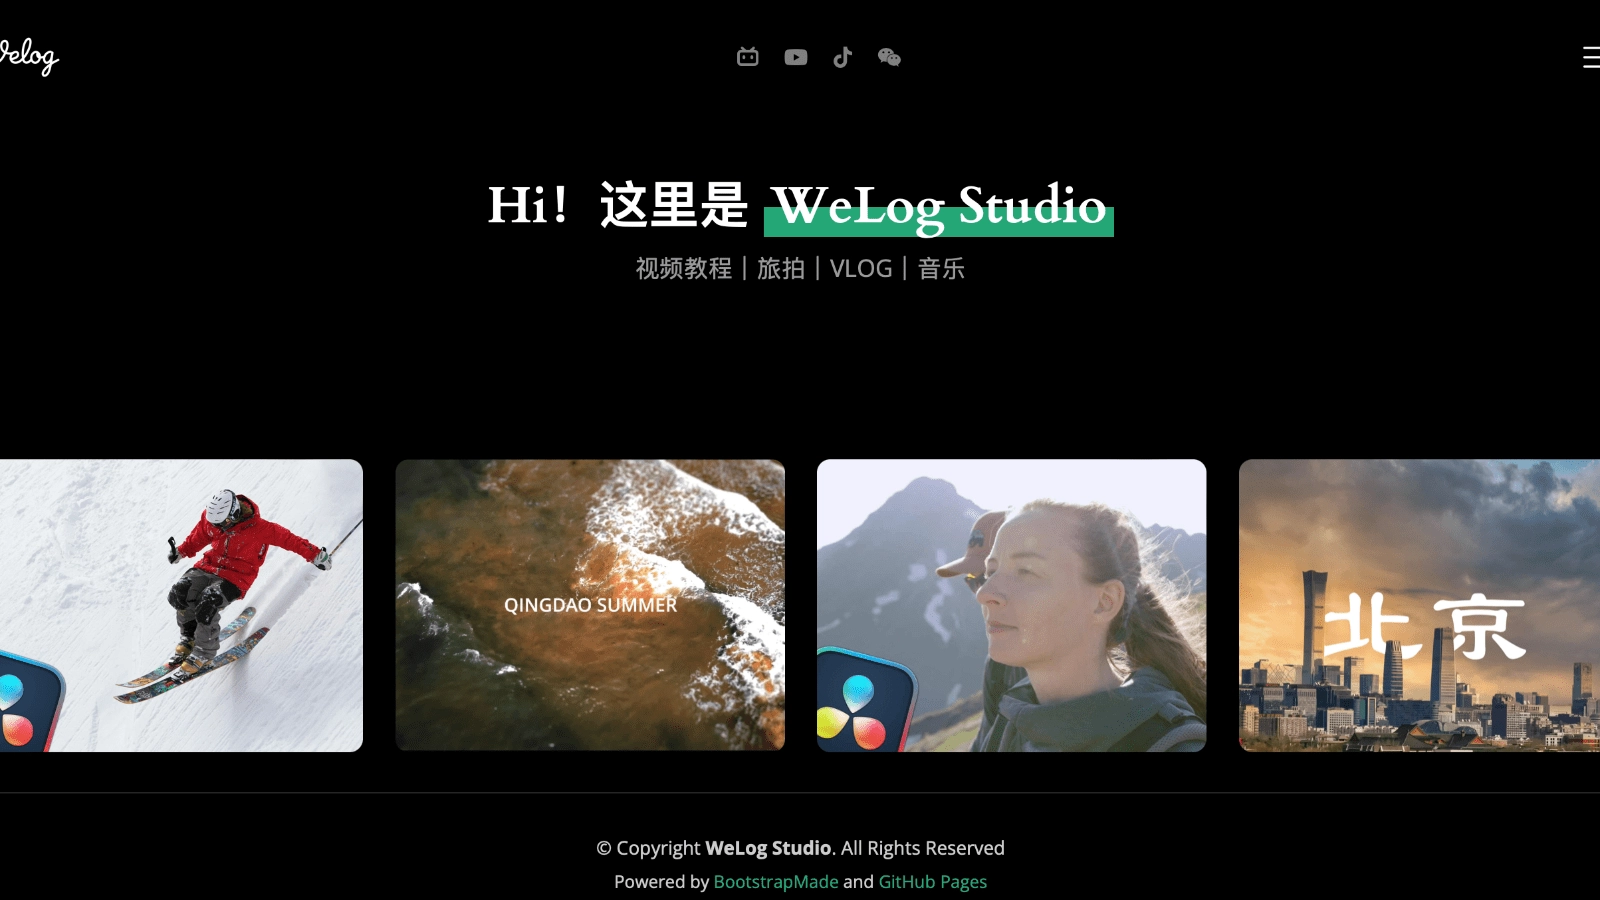 Welog
Hi！这里是 WeLog Studio
视频教程｜旅拍｜VLOG｜音乐
QINGDAO SUMMER
北京
© Copyright WeLog Studio. All Rights Reserved
Powered by BootstrapMade and GitHub Pages